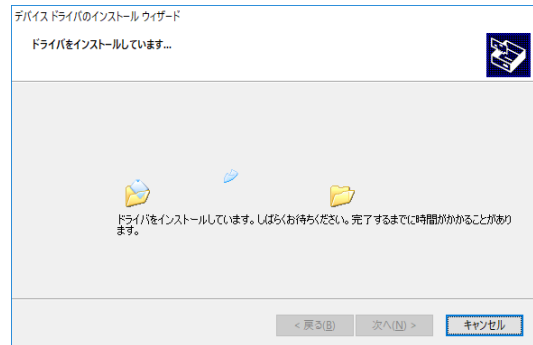 デバイス ドライバのインストール ウィザード
ドライバをインストールしています...
ドライバをインストールしています。しばらくお待ちください。完了するまでに時間がかかることがあり
ます。
< 戻る(B)
次へ(N) >
キャンセル